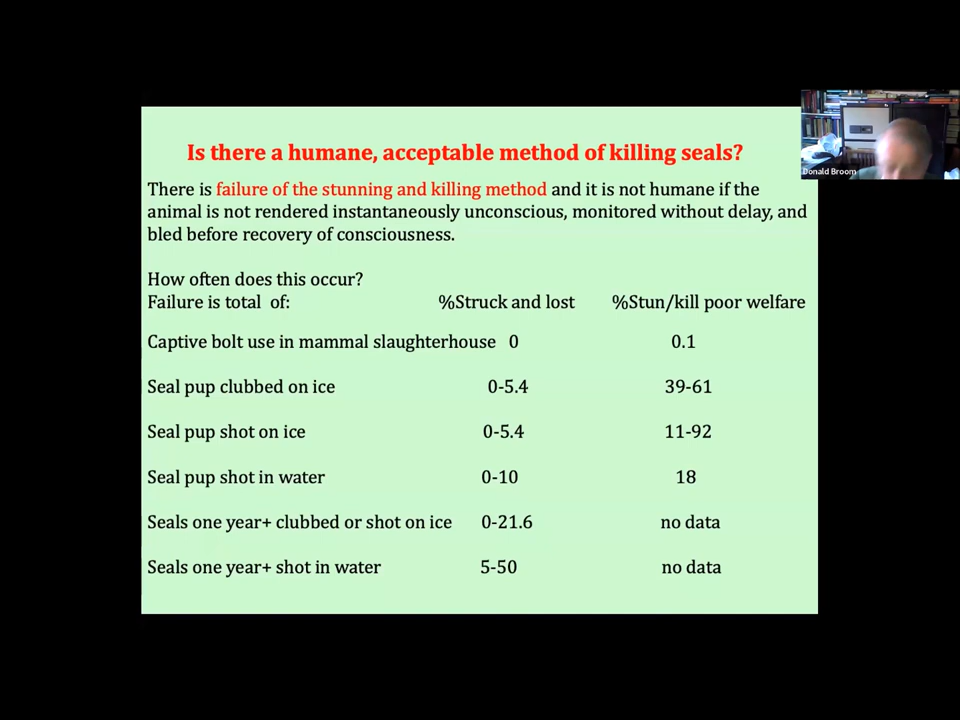 Is there a humane, acceptable method of killing seals?
Donald Broom
There is failure of the stunning and killing method and it is not humane if the
animal is not rendered instantaneously unconscious, monitored without delay, and
bled before recovery of consciousness.
How often does this occur?
Failure is total of: %Struck and lost %Stun/kill poor welfare
Captive bolt use in mammal slaughterhouse 0 0.1
Seal pup clubbed on ice 0-5.4 39-61
Seal pup shot on ice 0-5.4 11-92
Seal pup shot in water 0-10 18
Seals one year+ clubbed or shot on ice 0-21.6 no data
Seals one year+ shot in water 5-50 no data